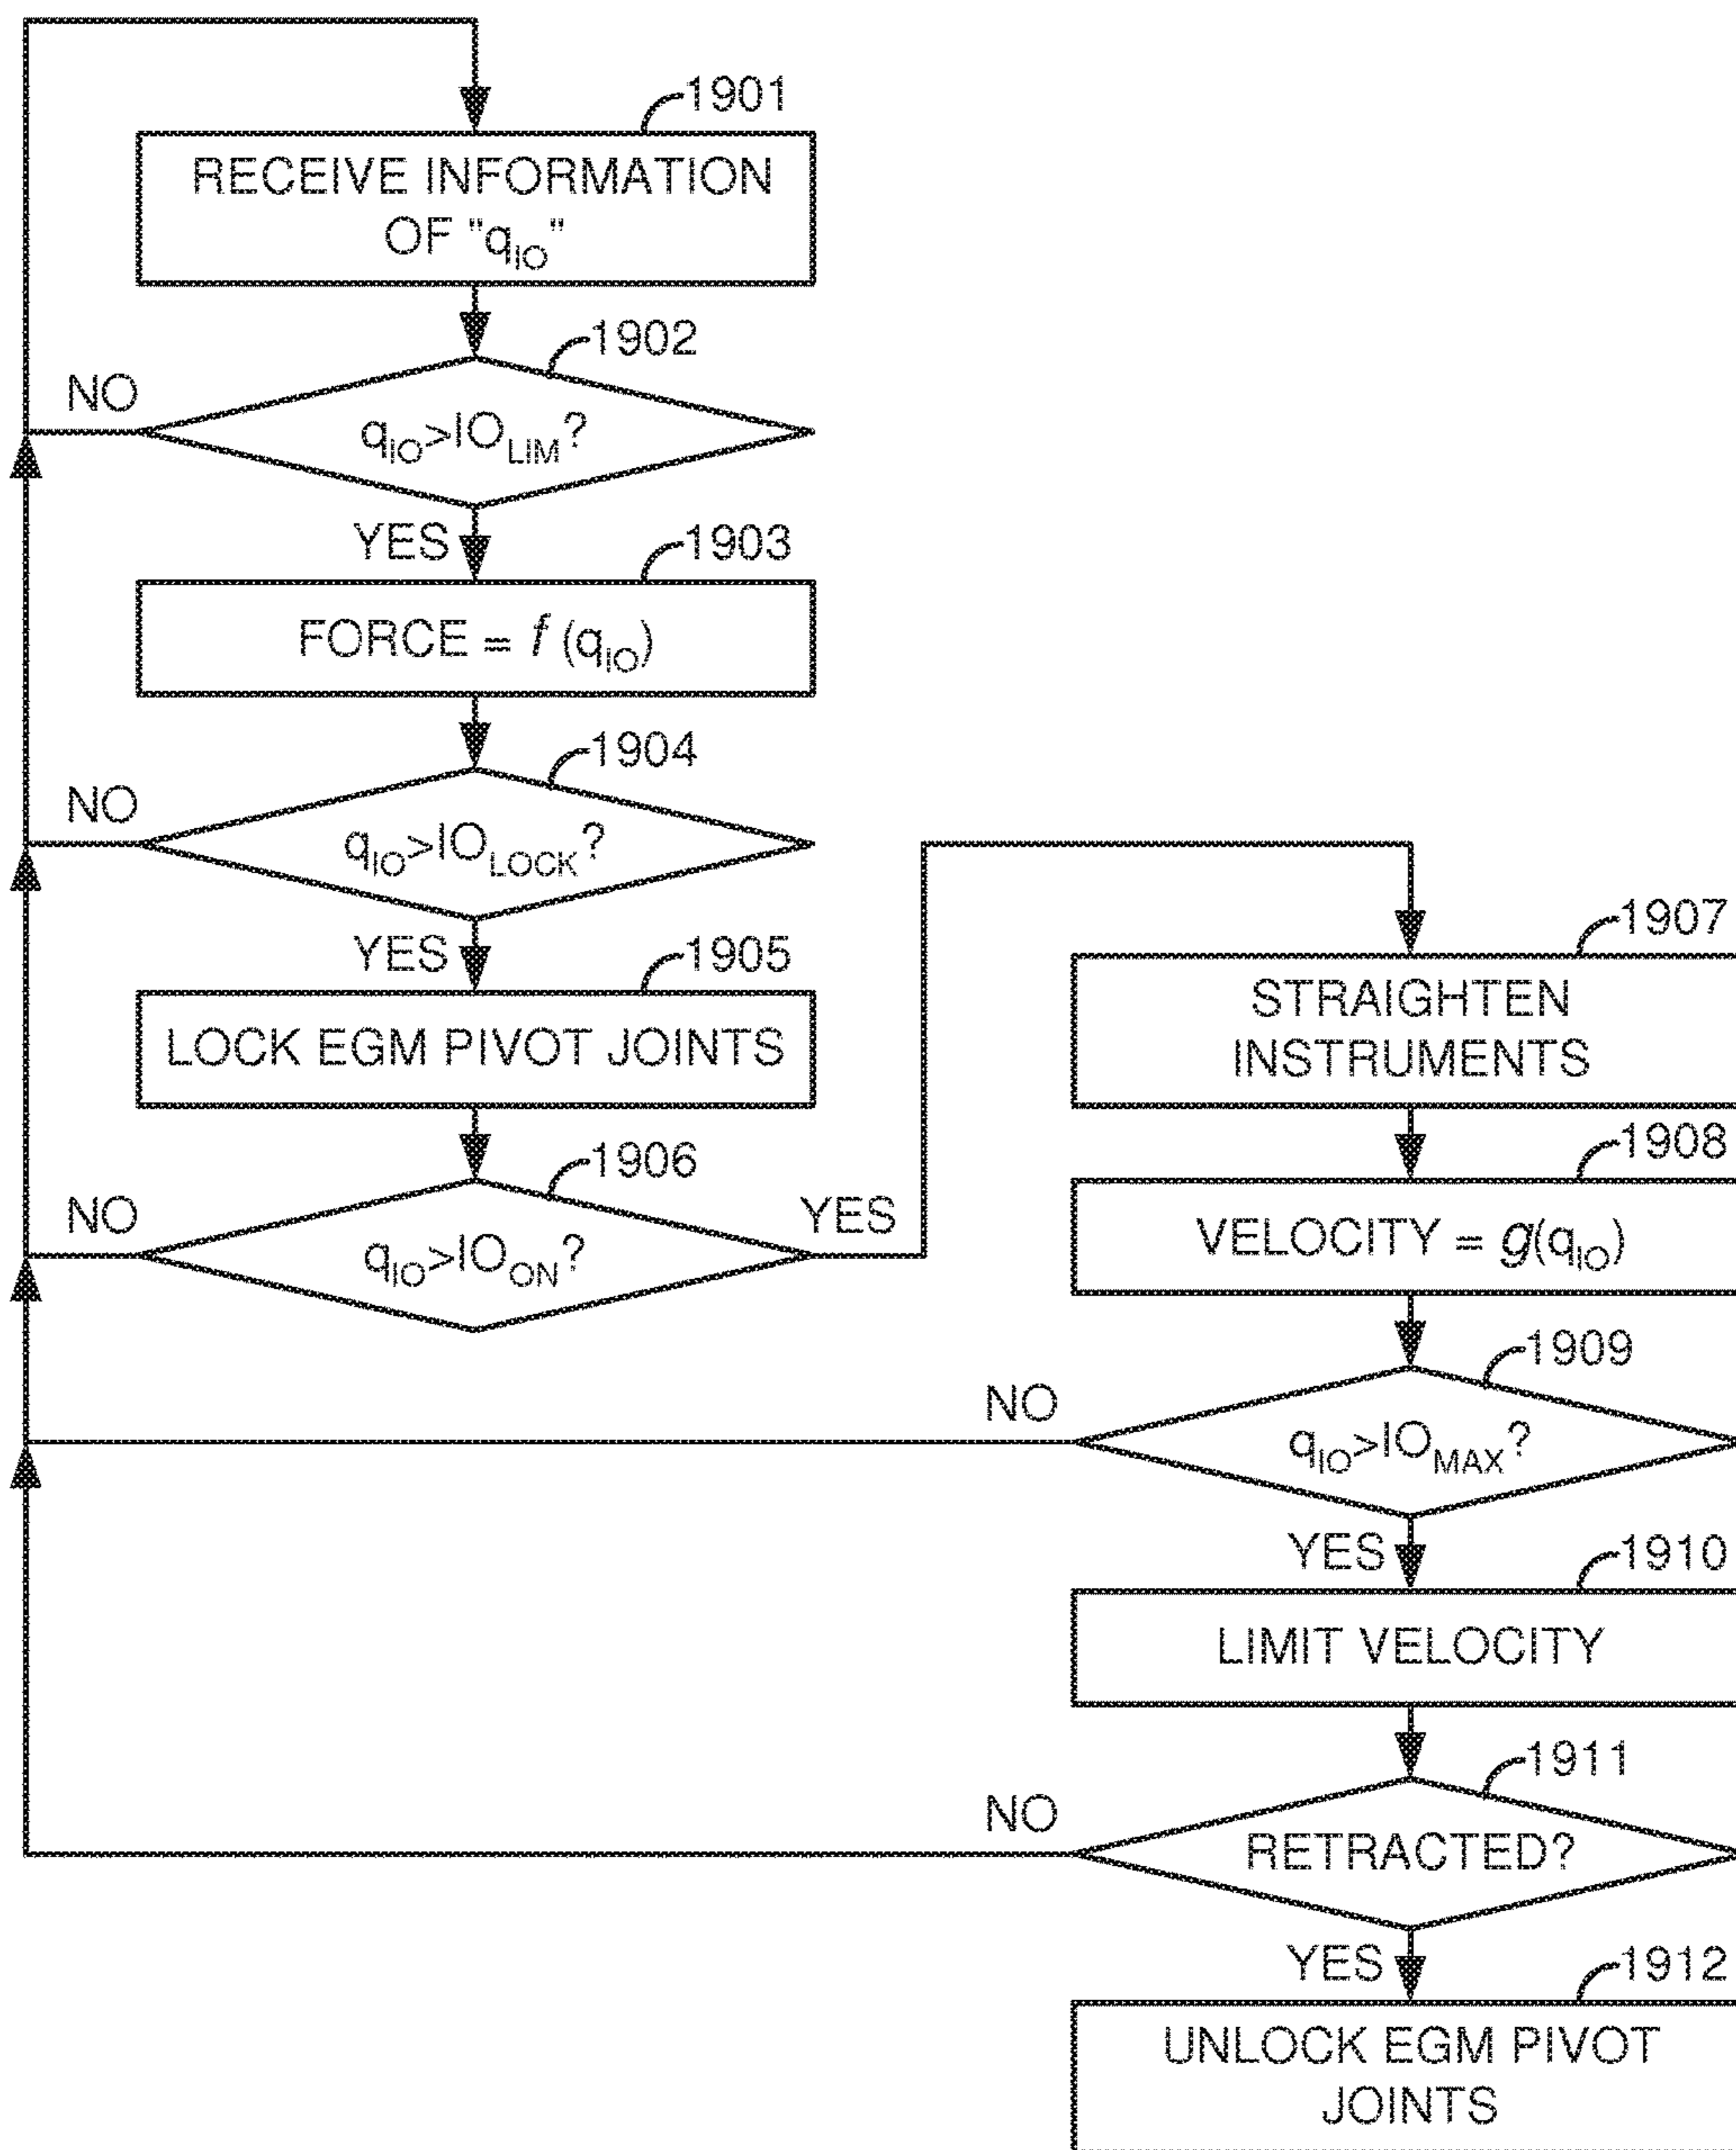 1901
RECEIVE INFORMATION
OF "qIO"
1902
NO
qIO>IOLIM?
YES
1903
FORCE = f (qIO)
1904
NO
qIO>IOLOCK?
YES
1905
LOCK EGM PIVOT JOINTS
1906
NO
qIO>IOON?
YES
1907
STRAIGHTEN
INSTRUMENTS
1908
VELOCITY = g(qIO)
1909
NO
qIO>IOMAX?
YES
1910
LIMIT VELOCITY
1911
NO
RETRACTED?
YES
1912
UNLOCK EGM PIVOT
JOINTS